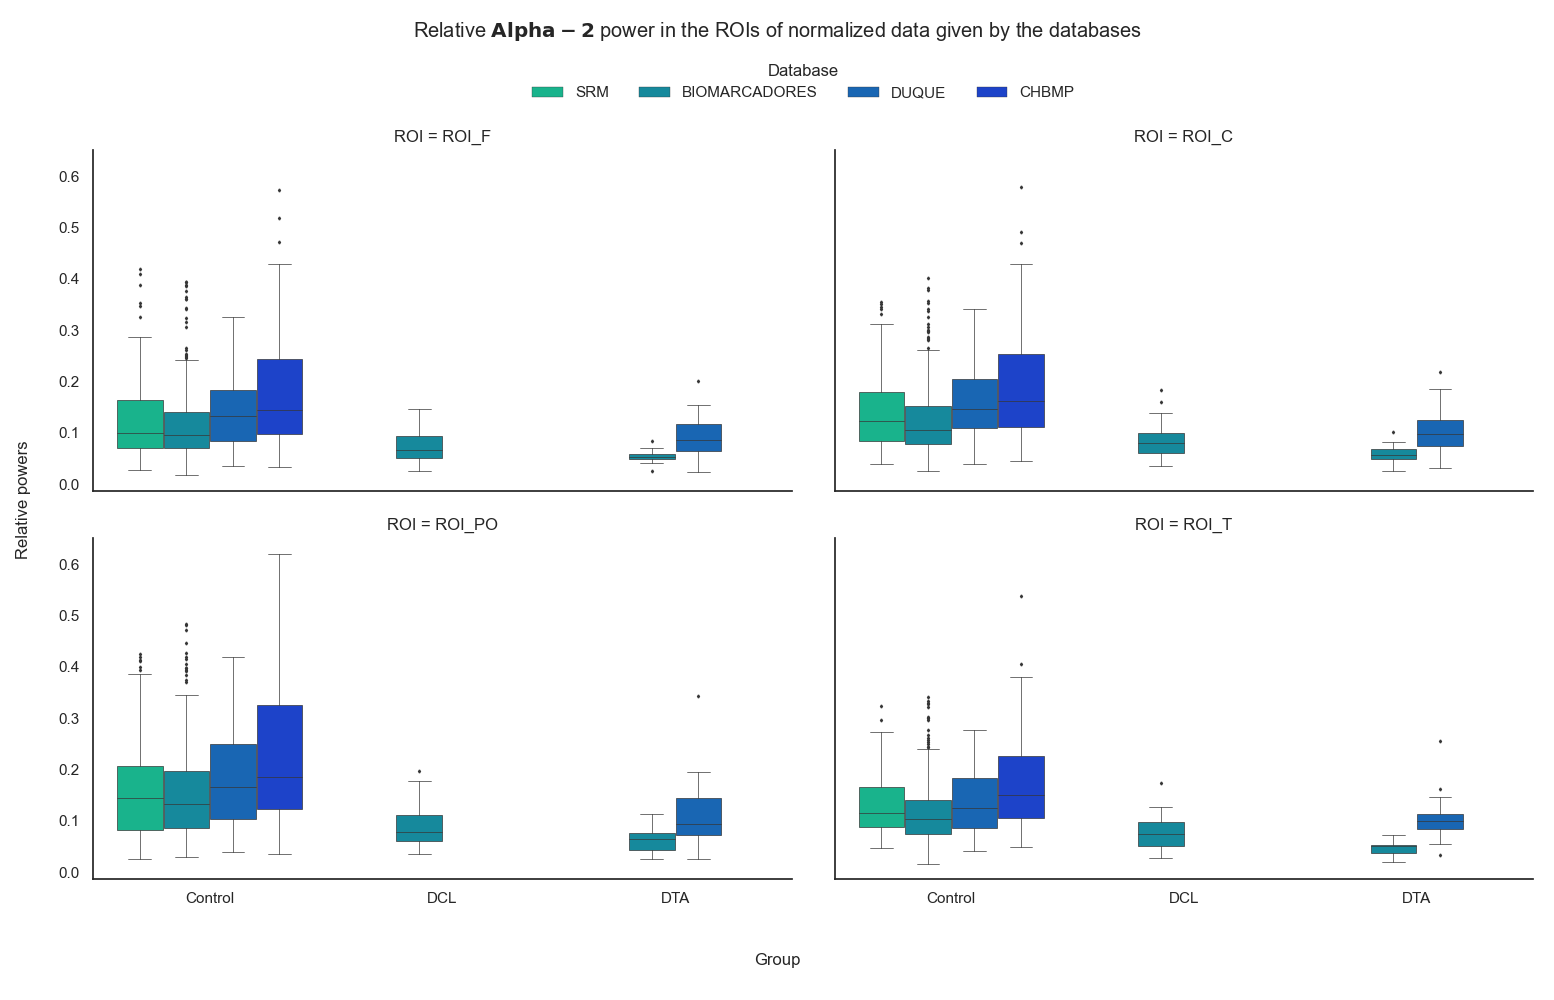 Relative Alpha − 2 power in the ROIs of normalized data given by the databases
Database
SRM BIOMARCADORES DUQUE CHBMP
ROI = ROI_F
ROI = ROI_C
0.6
0.5
0.4
0.3
0.2
0.1
0.0
Relative powers
ROI = ROI_PO
ROI = ROI_T
0.6
0.5
0.4
0.3
0.2
0.1
0.0
Control DCL DTA
Control DCL DTA
Group